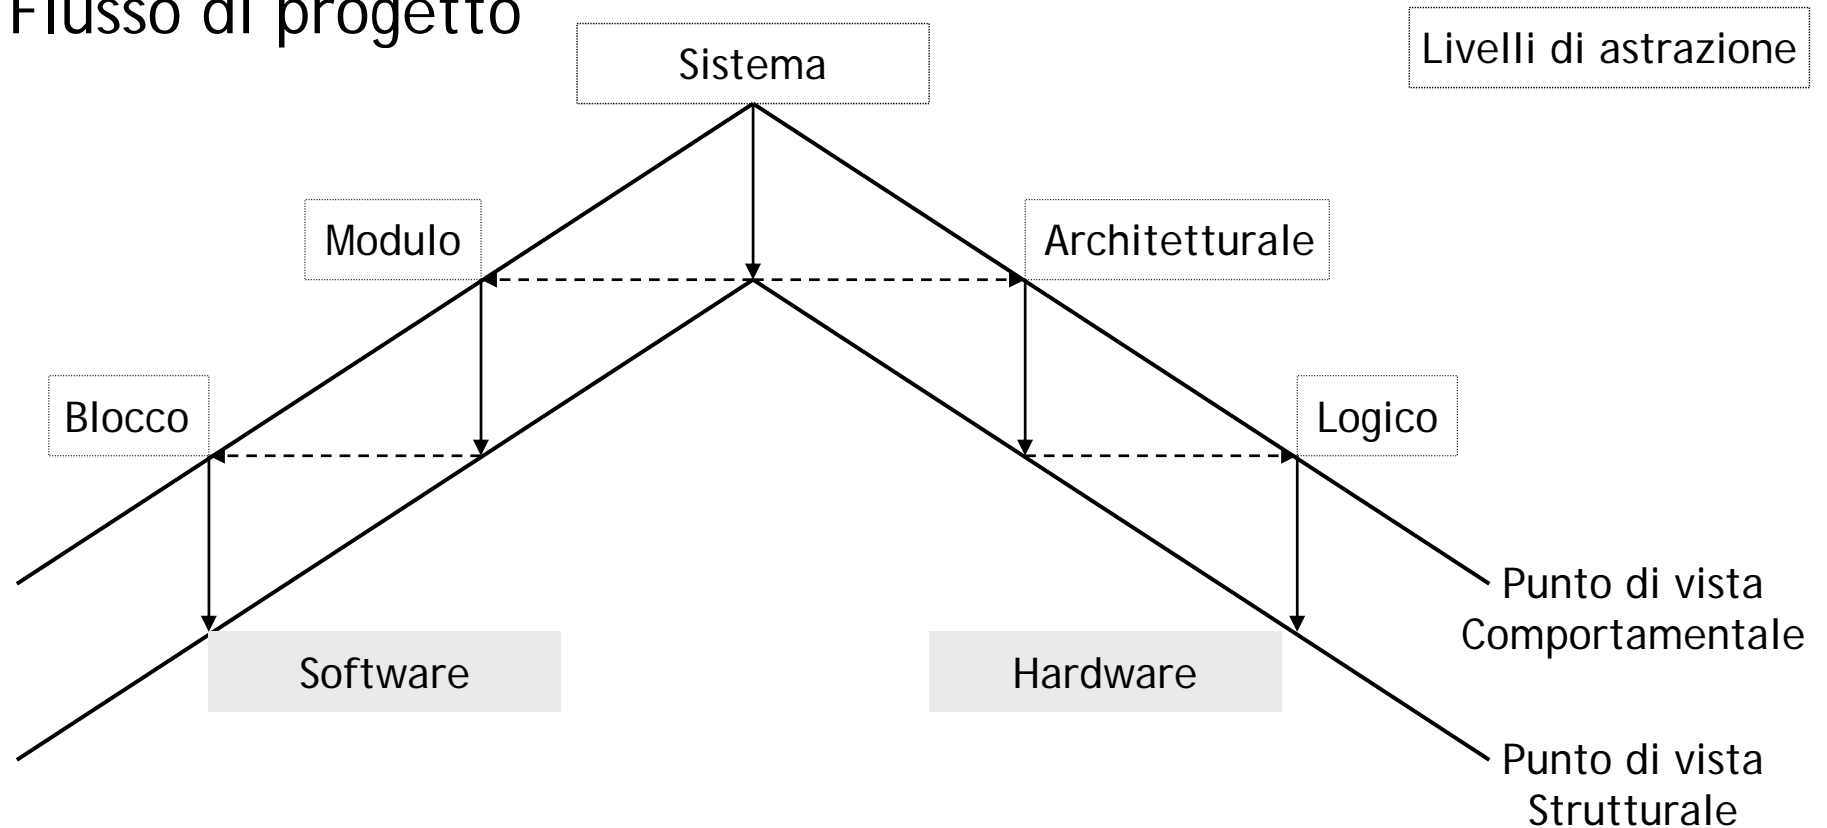 Flusso di progetto
Sistema
Livelli di astrazione
Modulo
Architetturale
Blocco
Logico
Punto di vista
Comportamentale
Software
Hardware
Punto di vista
Strutturale